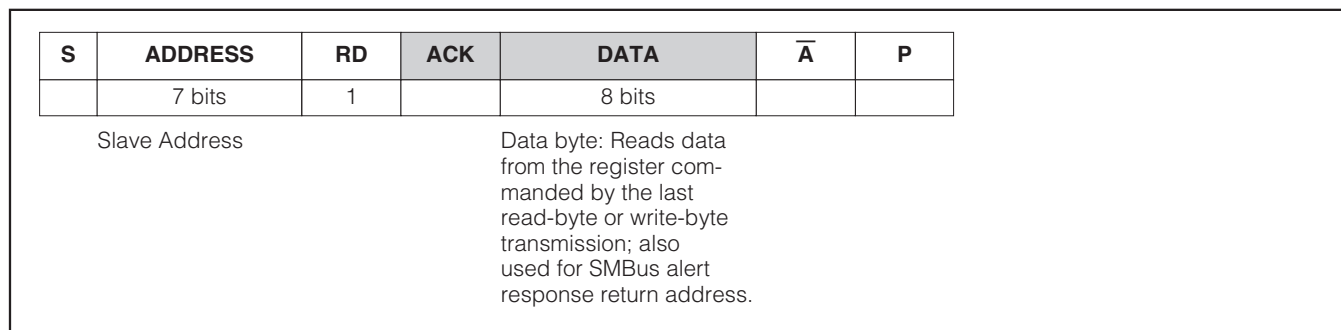 S ADDRESS RD ACK DATA A̅ P
7 bits 1 8 bits
Slave Address
Data byte: Reads data
from the register com-
manded by the last
read-byte or write-byte
transmission; also
used for SMBus alert
response return address.